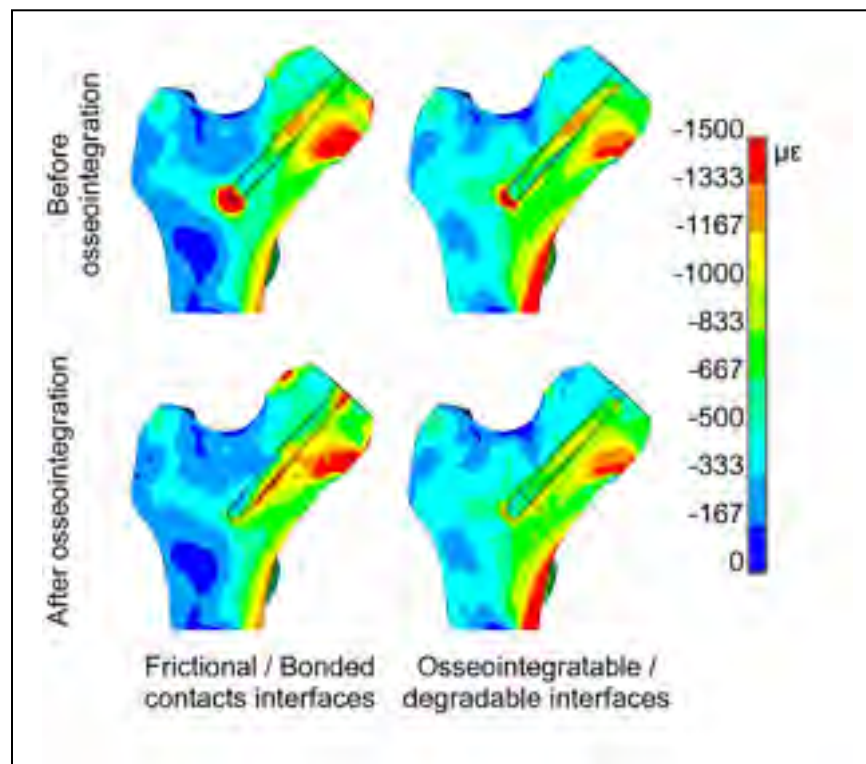 Before
osseointegration
-1500
με
-1333
-1167
-1000
-833
-667
-500
-333
-167
0
After osseointegration
Frictional / Bonded
contacts interfaces
Osseointegratable /
degradable interfaces